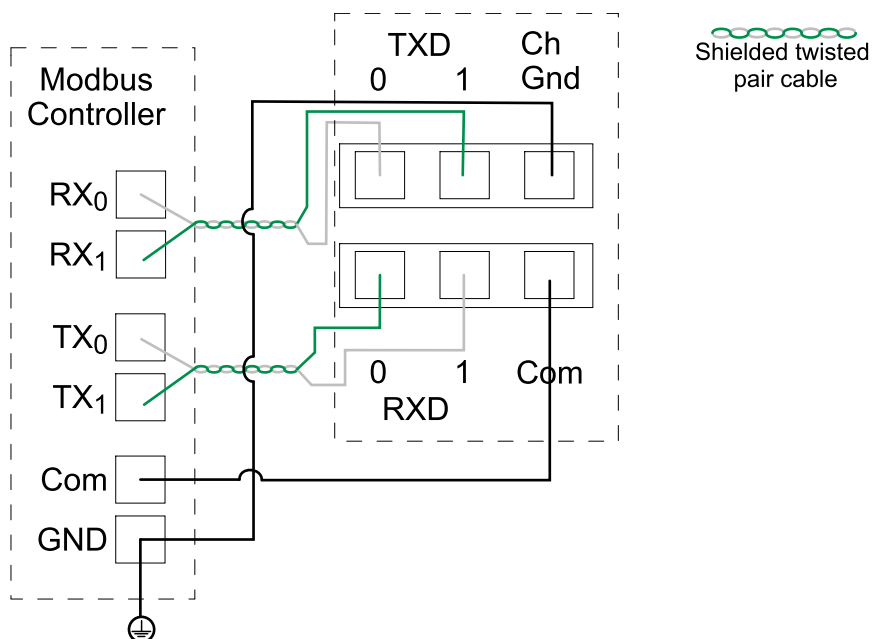 Modbus
Controller
RX0
RX1
TX0
TX1
Com
GND
TXD
0 1
Ch
Gnd
0 1 Com
RXD
Shielded twisted
pair cable